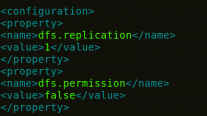 <configuration>
<property>
<name>dfs.replication</name>
<value>1</value>
</property>
<property>
<name>dfs.permission</name>
<value>false</value>
</property>